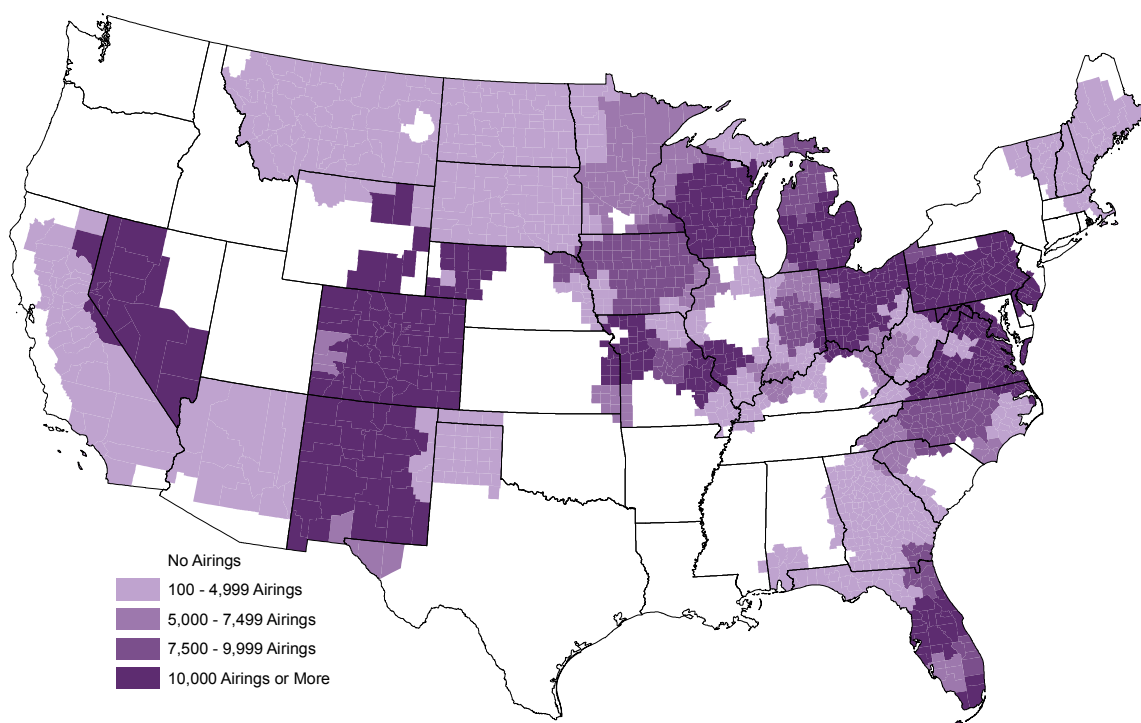 No Airings
100 - 4,999 Airings
5,000 - 7,499 Airings
7,500 - 9,999 Airings
10,000 Airings or More